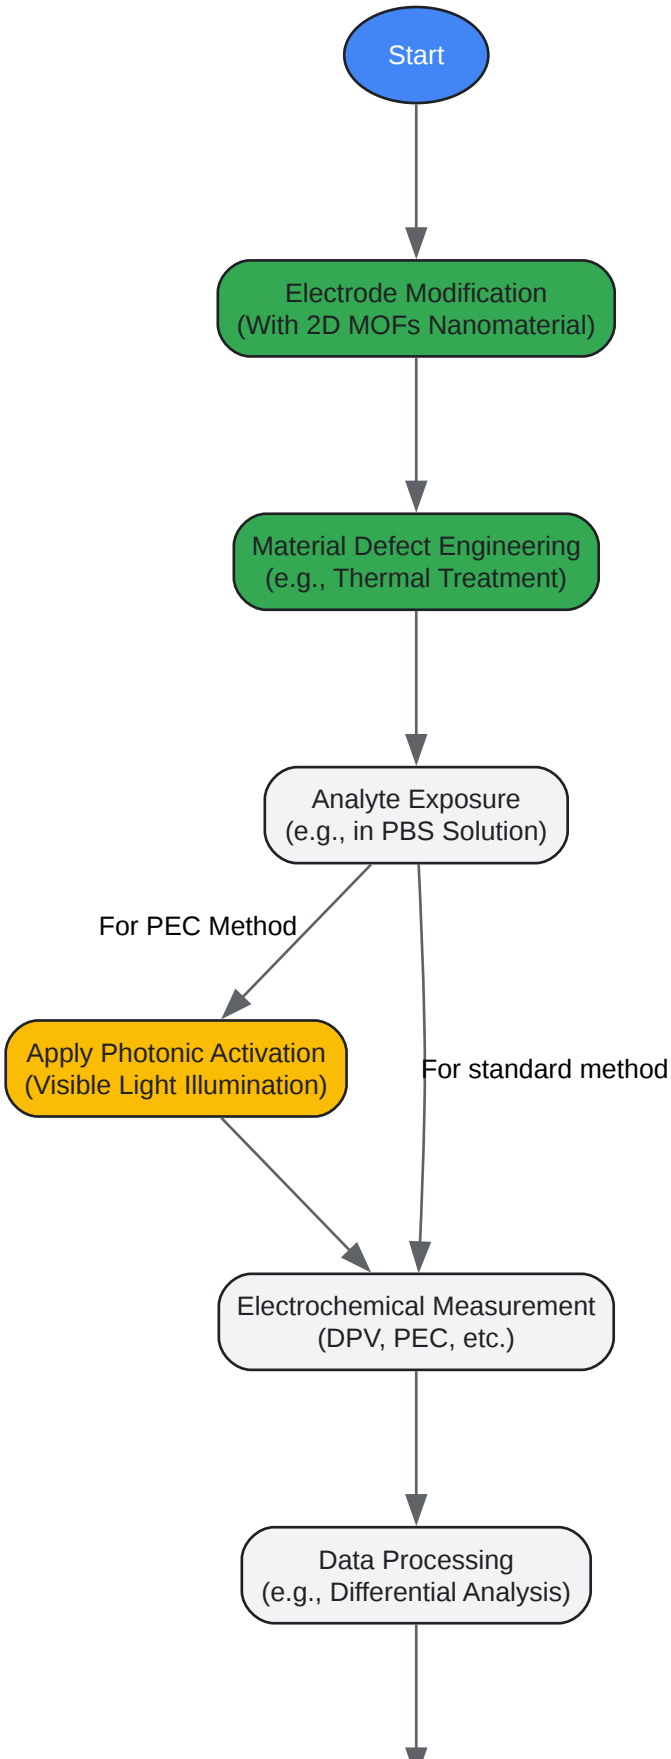 Start
Electrode Modification
(With 2D MOFs Nanomaterial)
Material Defect Engineering
(e.g., Thermal Treatment)
Analyte Exposure
(e.g., in PBS Solution)
For PEC Method
Apply Photonic Activation
(Visible Light Illumination)
For standard method
Electrochemical Measurement
(DPV, PEC, etc.)
Data Processing
(e.g., Differential Analysis)